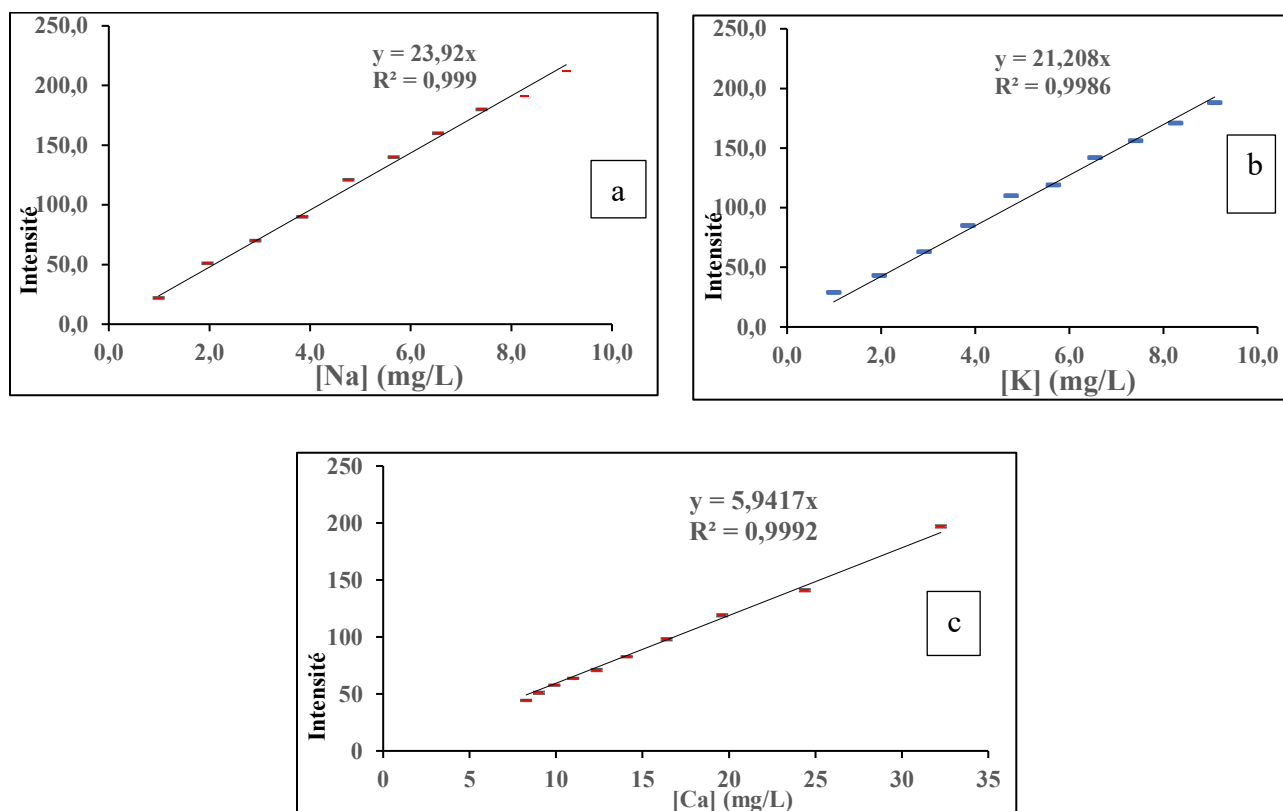 250,0
200,0
150,0
100,0
50,0
0,0
Intensité
y = 23,92x
R² = 0,999
a
0,0 2,0 4,0 6,0 8,0 10,0
[Na] (mg/L)
250,0
200,0
150,0
100,0
50,0
0,0
Intensité
y = 21,208x
R² = 0,9986
b
0,0 2,0 4,0 6,0 8,0 10,0
[K] (mg/L)
250
200
150
100
50
0
Intensité
y = 5,9417x
R² = 0,9992
c
0 5 10 15 20 25 30 35
[Ca] (mg/L)